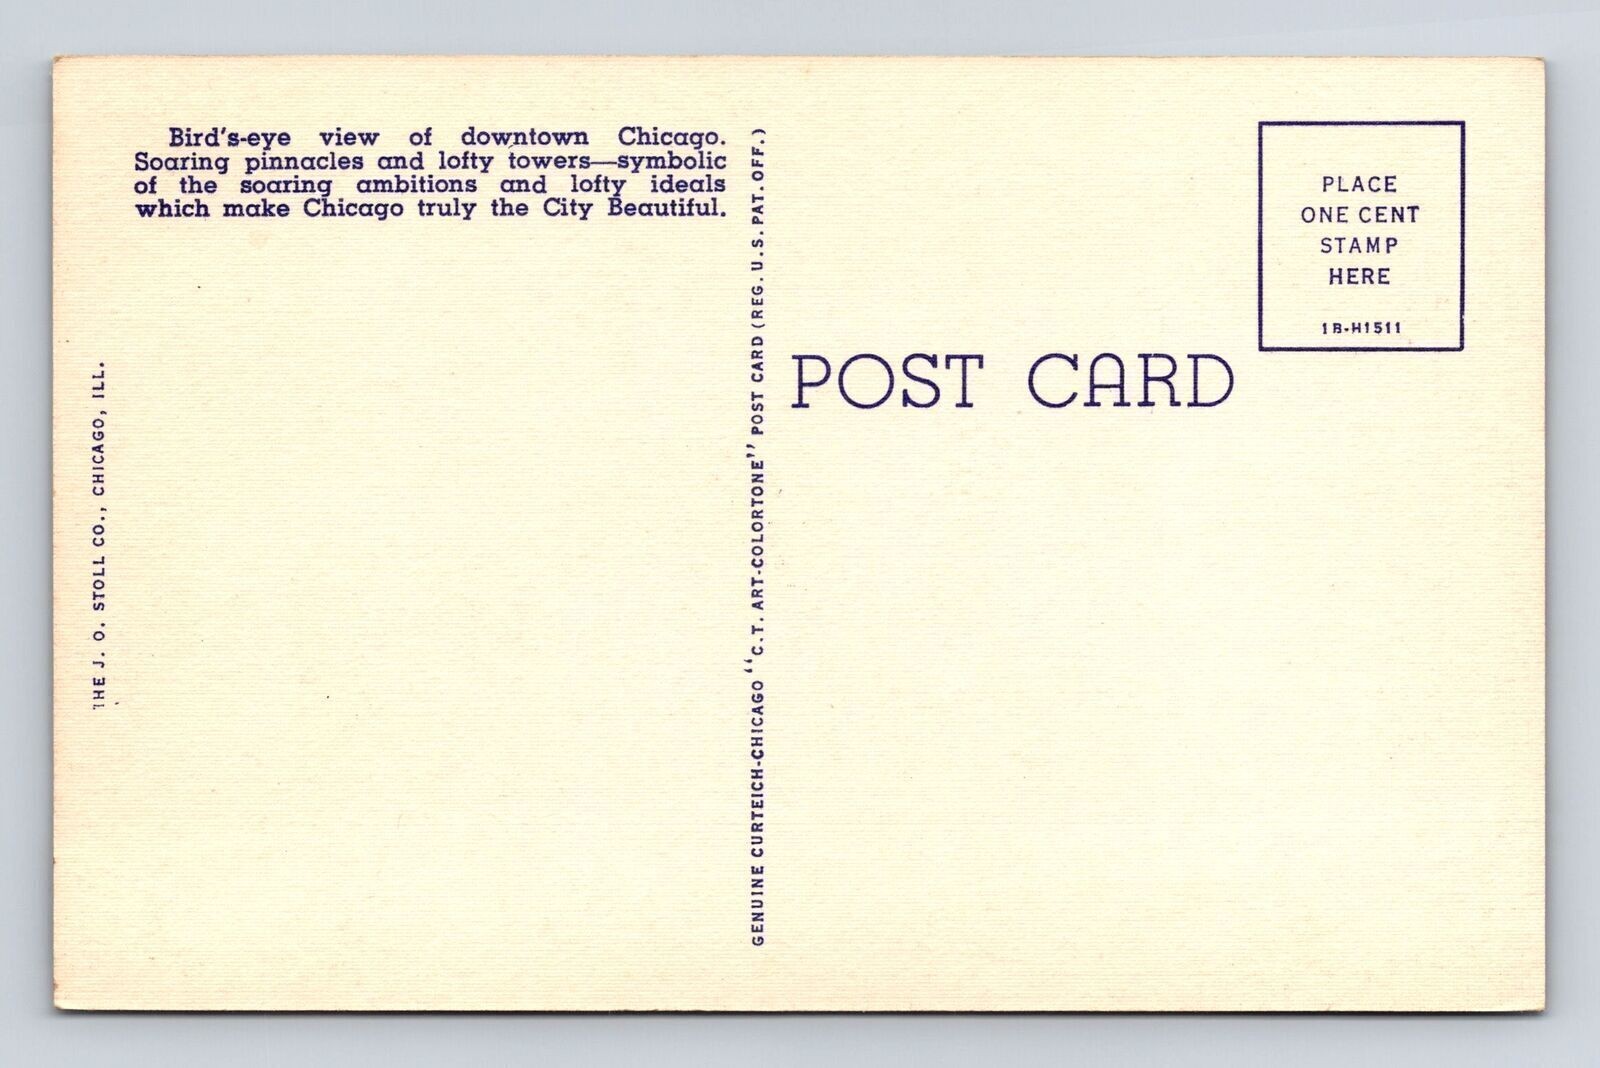 Bird's-eye view of downtown Chicago.
Soaring pinnacles and lofty towers—symbolic
of the soaring ambitions and lofty ideals
which make Chicago truly the City Beautiful.
THE J. O. STOLL CO., CHICAGO, ILL.
GENUINE CURTEICH-CHICAGO "C.T. ART-COLORTONE" POST CARD (REG. U.S. PAT. OFF.)
POST CARD
PLACE
ONE CENT
STAMP
HERE
1B-H1511